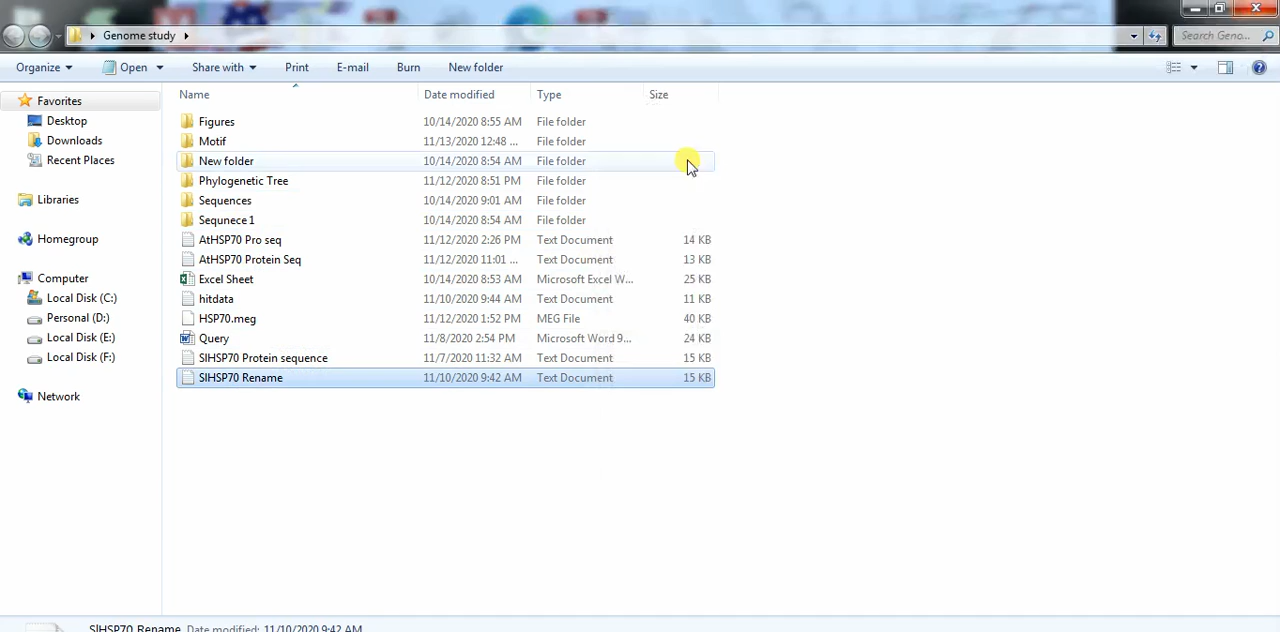 Genome study
Search Geno...
Organize Open Share with Print E-mail Burn New folder
Name Date modified Type Size
Favorites
Desktop
Downloads
Recent Places
Libraries
Homegroup
Computer
Local Disk (C:)
Personal (D:)
Local Disk (E:)
Local Disk (F:)
Network
Figures 10/14/2020 8:55 AM File folder
Motif 11/13/2020 12:48 ... File folder
New folder 10/14/2020 8:54 AM File folder
Phylogenetic Tree 11/12/2020 8:51 PM File folder
Sequences 10/14/2020 9:01 AM File folder
Sequnece 1 10/14/2020 8:54 AM File folder
AtHSP70 Pro seq 11/12/2020 2:26 PM Text Document 14 KB
AtHSP70 Protein Seq 11/12/2020 11:01 ... Text Document 13 KB
Excel Sheet 10/14/2020 8:53 AM Microsoft Excel W... 25 KB
hitdata 11/10/2020 9:44 AM Text Document 11 KB
HSP70.meg 11/12/2020 1:52 PM MEG File 40 KB
Query 11/8/2020 2:54 PM Microsoft Word 9... 24 KB
SlHSP70 Protein sequence 11/7/2020 11:32 AM Text Document 15 KB
SlHSP70 Rename 11/10/2020 9:42 AM Text Document 15 KB
SlHSP70 Rename Date modified: 11/10/2020 9:42 AM